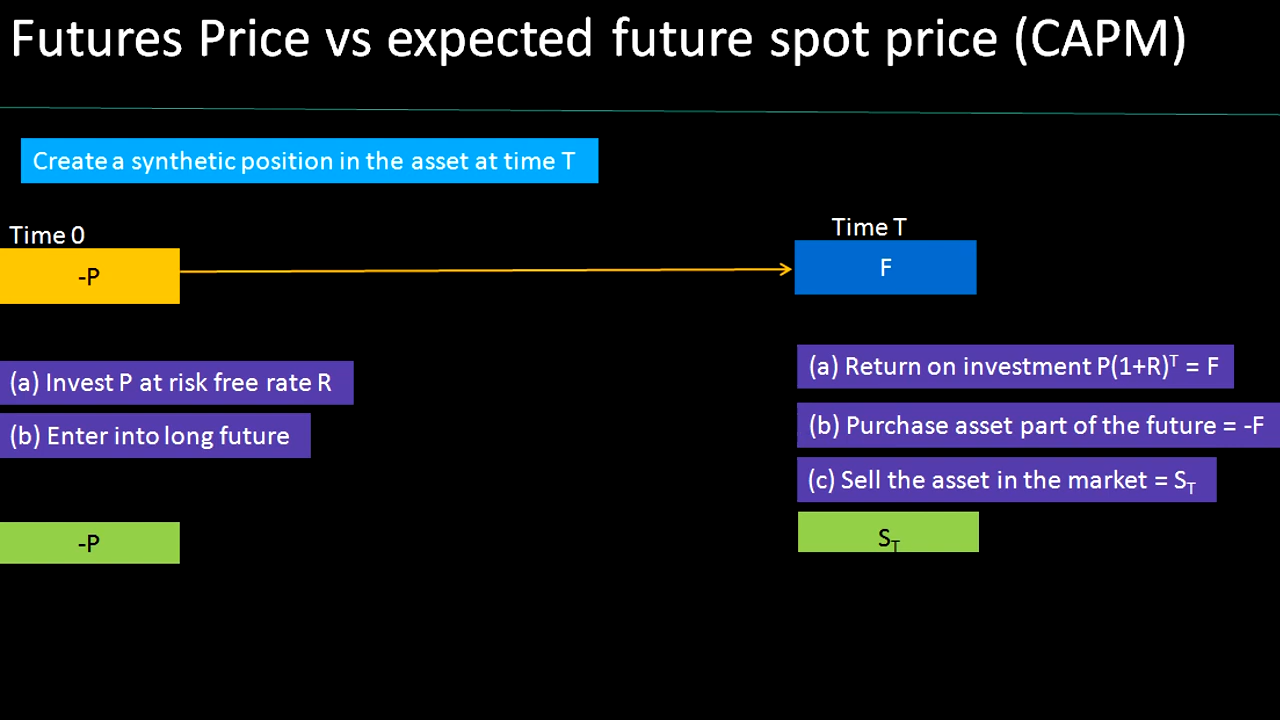 Futures Price vs expected future spot price (CAPM)
Create a synthetic position in the asset at time T
Time 0
Time T
-P
F
(a) Invest P at risk free rate R
(a) Return on investment P(1+R)ᵀ = F
(b) Enter into long future
(b) Purchase asset part of the future = -F
(c) Sell the asset in the market = S_T
-P
S_T